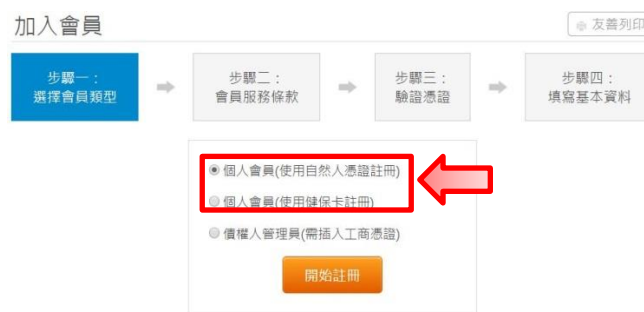 加入會員
友善列印
步驟一：
選擇會員類型
步驟二：
會員服務條款
步驟三：
驗證憑證
步驟四：
填寫基本資料
個人會員(使用自然人憑證註冊)
個人會員(使用健保卡註冊)
債權人管理員(需插入工商憑證)
開始註冊